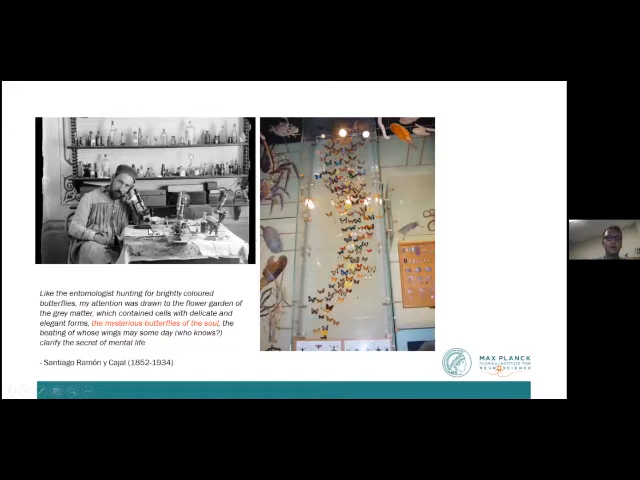 Like the entomologist hunting for brightly coloured
butterflies, my attention was drawn to the flower garden of
the grey matter, which contained cells with delicate and
elegant forms, the mysterious butterflies of the soul, the
beating of whose wings may some day (who knows?)
clarify the secret of mental life
- Santiago Ramón y Cajal (1852-1934)
MAX PLANCK
FLORIDA INSTITUTE FOR
NEUROSCIENCE